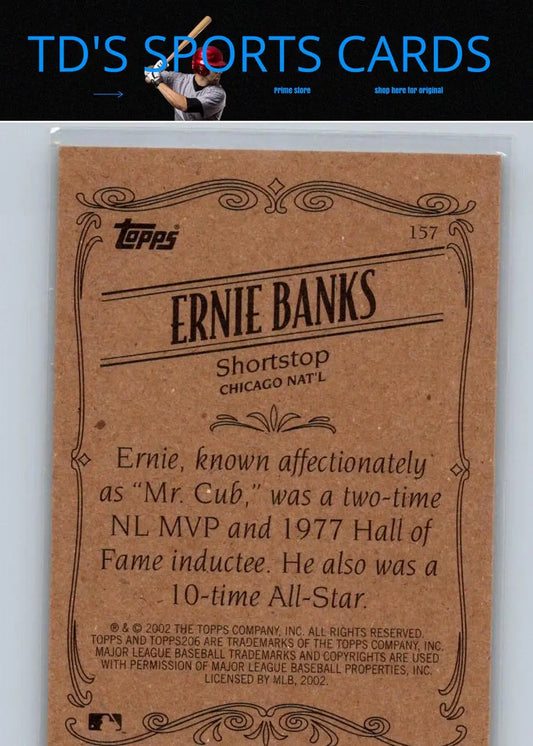 TD'S SPORTS CARDS
Prime store
shop here for original
Topps®
157
ERNIE BANKS
Shortstop
CHICAGO NAT'L
Ernie, known affectionately
as "Mr. Cub," was a two-time
NL MVP and 1977 Hall of
Fame inductee. He also was a
10-time All-Star.
® & © 2002 THE TOPPS COMPANY, INC. ALL RIGHTS RESERVED.
TOPPS AND TOPPS206 ARE TRADEMARKS OF THE TOPPS COMPANY, INC.
MAJOR LEAGUE BASEBALL TRADEMARKS AND COPYRIGHTS ARE USED
WITH PERMISSION OF MAJOR LEAGUE BASEBALL PROPERTIES, INC.
LICENSED BY MLB, 2002.